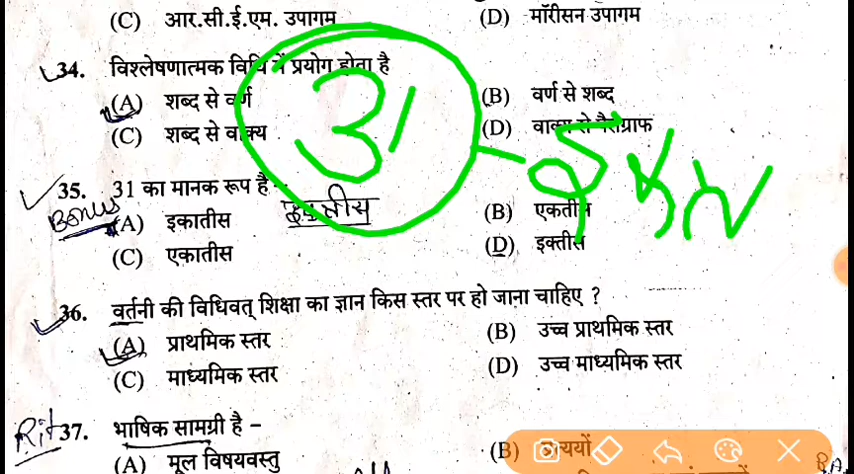 (C) आर.सी.ई.एम. उपागम (D) मॉरीसन उपागम
34. विश्लेषणात्मक विधि में प्रयोग होता है
(A) शब्द से वर्ण (B) वर्ण से शब्द
(C) शब्द से वाक्य (D) वाक्य से पैराग्राफ
35. 31 का मानक रूप है -
Bonus (A) इकातीस (B) एकतीस
(C) एकातीस (D) इक्तीस
36. वर्तनी की विधिवत् शिक्षा का ज्ञान किस स्तर पर हो जाना चाहिए ?
(A) प्राथमिक स्तर (B) उच्च प्राथमिक स्तर
(C) माध्यमिक स्तर (D) उच्च माध्यमिक स्तर
Rit 37. भाषिक सामग्री है –
(A) मूल विषयवस्तु (B)